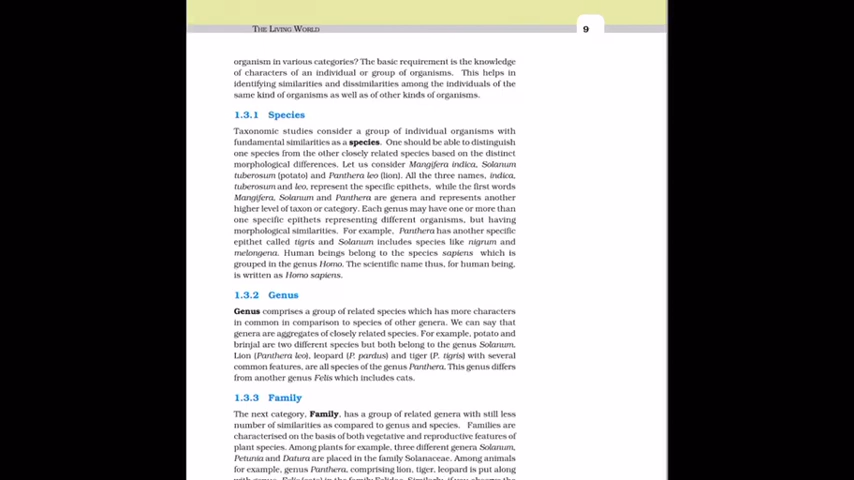 THE LIVING WORLD
9
organism in various categories? The basic requirement is the knowledge
of characters of an individual or group of organisms. This helps in
identifying similarities and dissimilarities among the individuals of the
same kind of organisms as well as of other kinds of organisms.
1.3.1 Species
Taxonomic studies consider a group of individual organisms with
fundamental similarities as a species. One should be able to distinguish
one species from the other closely related species based on the distinct
morphological differences. Let us consider Mangifera indica, Solanum
tuberosum (potato) and Panthera leo (lion). All the three names, indica,
tuberosum and leo, represent the specific epithets, while the first words
Mangifera, Solanum and Panthera are genera and represents another
higher level of taxon or category. Each genus may have one or more than
one specific epithets representing different organisms, but having
morphological similarities. For example, Panthera has another specific
epithet called tigris and Solanum includes species like nigrum and
melongena. Human beings belong to the species sapiens which is
grouped in the genus Homo. The scientific name thus, for human being,
is written as Homo sapiens.
1.3.2 Genus
Genus comprises a group of related species which has more characters
in common in comparison to species of other genera. We can say that
genera are aggregates of closely related species. For example, potato and
brinjal are two different species but both belong to the genus Solanum.
Lion (Panthera leo), leopard (P. pardus) and tiger (P. tigris) with several
common features, are all species of the genus Panthera. This genus differs
from another genus Felis which includes cats.
1.3.3 Family
The next category, Family, has a group of related genera with still less
number of similarities as compared to genus and species. Families are
characterised on the basis of both vegetative and reproductive features of
plant species. Among plants for example, three different genera Solanum,
Petunia and Datura are placed in the family Solanaceae. Among animals
for example, genus Panthera, comprising lion, tiger, leopard is put along
with genus, Felis (cats) in the family Felidae. Similarly, if you observe the